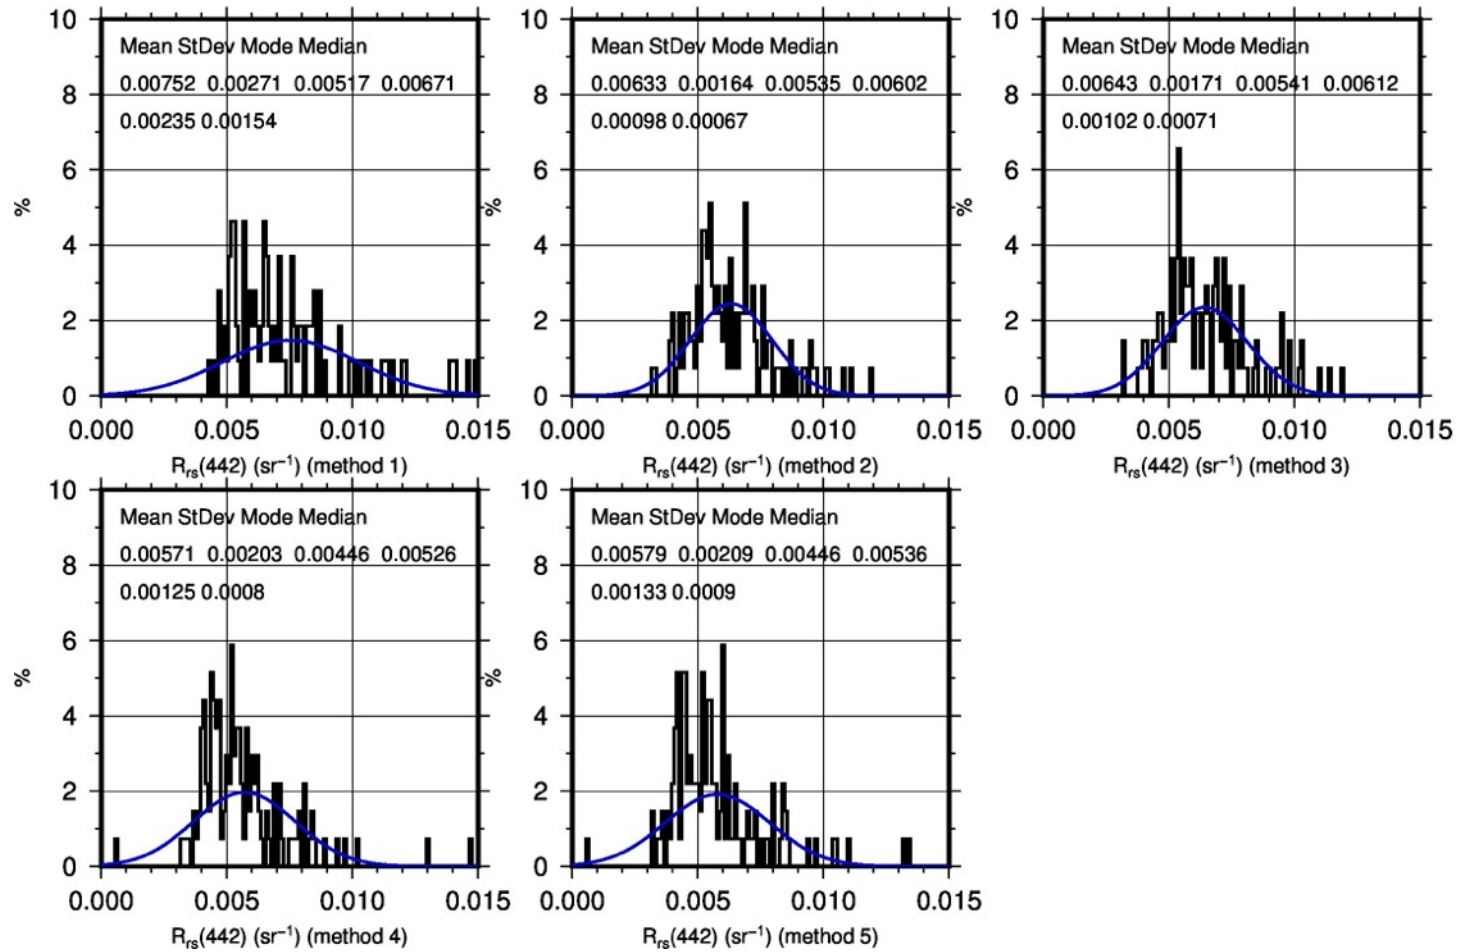 10
Mean StDev Mode Median
0.00752 0.00271 0.00517 0.00671
8
0.00235 0.00154
6
%
4
2
0
0.000 0.005 0.010 0.015
Rrs(442) (sr−1) (method 1)
10
Mean StDev Mode Median
0.00633 0.00164 0.00535 0.00602
8
0.00098 0.00067
6
%
4
2
0
0.000 0.005 0.010 0.015
Rrs(442) (sr−1) (method 2)
10
Mean StDev Mode Median
0.00643 0.00171 0.00541 0.00612
8
0.00102 0.00071
6
%
4
2
0
0.000 0.005 0.010 0.015
Rrs(442) (sr−1) (method 3)
10
Mean StDev Mode Median
0.00571 0.00203 0.00446 0.00526
8
0.00125 0.0008
6
%
4
2
0
0.000 0.005 0.010 0.015
Rrs(442) (sr−1) (method 4)
10
Mean StDev Mode Median
0.00579 0.00209 0.00446 0.00536
8
0.00133 0.0009
6
%
4
2
0
0.000 0.005 0.010 0.015
Rrs(442) (sr−1) (method 5)